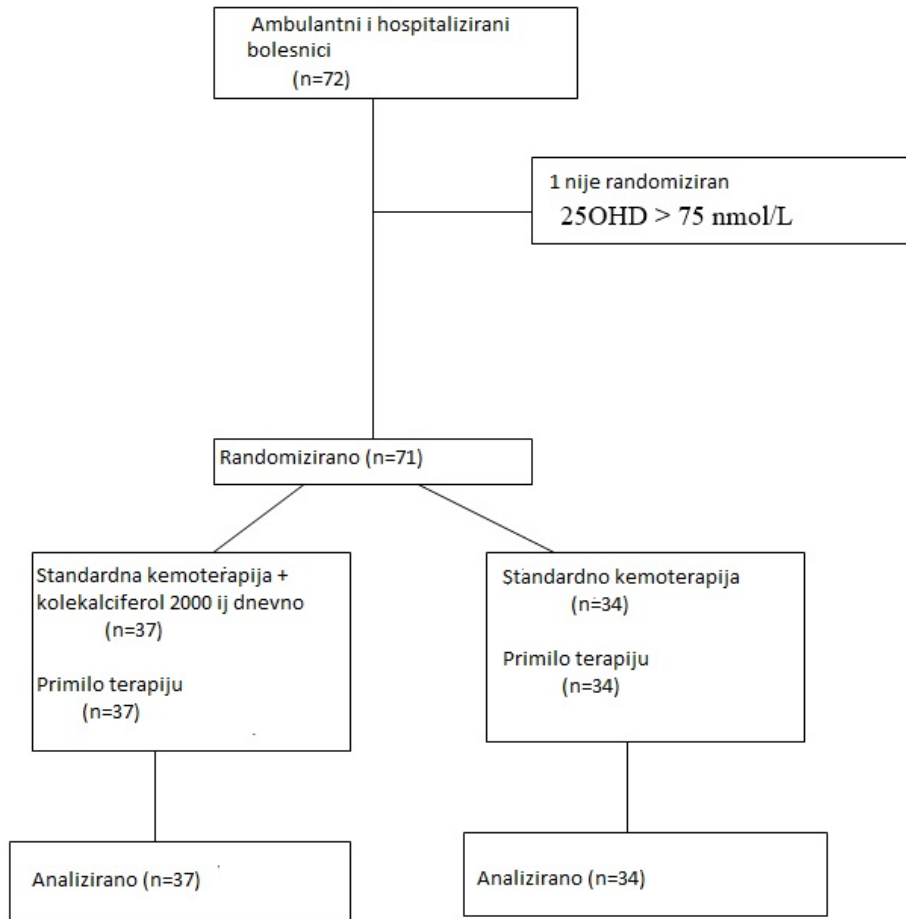 Ambulantni i hospitalizirani
bolesnici
(n=72)
1 nije randomiziran
25OHD > 75 nmol/L
Randomizirano (n=71)
Standardna kemoterapija +
kolekalciferol 2000 ij dnevno
(n=37)
Primilo terapiju
(n=37)
Standardno kemoterapija
(n=34)
Primilo terapiju
(n=34)
Analizirano (n=37)
Analizirano (n=34)